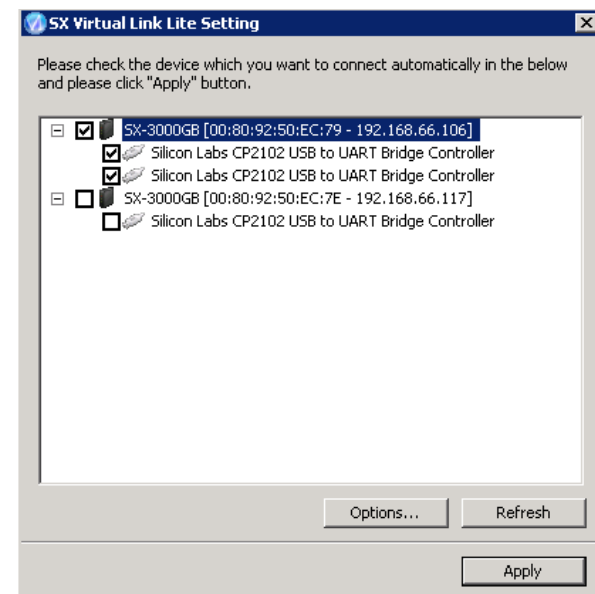 SX Virtual Link Lite Setting
Please check the device which you want to connect automatically in the below
and please click "Apply" button.
SX-3000GB [00:80:92:50:EC:79 - 192.168.66.106]
Silicon Labs CP2102 USB to UART Bridge Controller
Silicon Labs CP2102 USB to UART Bridge Controller
SX-3000GB [00:80:92:50:EC:7E - 192.168.66.117]
Silicon Labs CP2102 USB to UART Bridge Controller
Options... Refresh
Apply